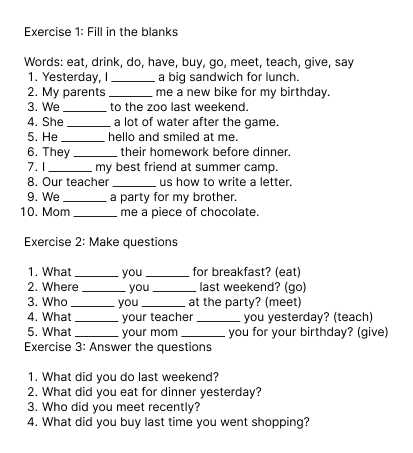 Exercise 1: Fill in the blanks
Words: eat, drink, do, have, buy, go, meet, teach, give, say
1. Yesterday, I _______ a big sandwich for lunch.
2. My parents _______ me a new bike for my birthday.
3. We _______ to the zoo last weekend.
4. She _______ a lot of water after the game.
5. He _______ hello and smiled at me.
6. They _______ their homework before dinner.
7. I _______ my best friend at summer camp.
8. Our teacher _______ us how to write a letter.
9. We _______ a party for my brother.
10. Mom _______ me a piece of chocolate.
Exercise 2: Make questions
1. What _______ you _______ for breakfast? (eat)
2. Where _______ you _______ last weekend? (go)
3. Who _______ you _______ at the party? (meet)
4. What _______ your teacher _______ you yesterday? (teach)
5. What _______ your mom _______ you for your birthday? (give)
Exercise 3: Answer the questions
1. What did you do last weekend?
2. What did you eat for dinner yesterday?
3. Who did you meet recently?
4. What did you buy last time you went shopping?